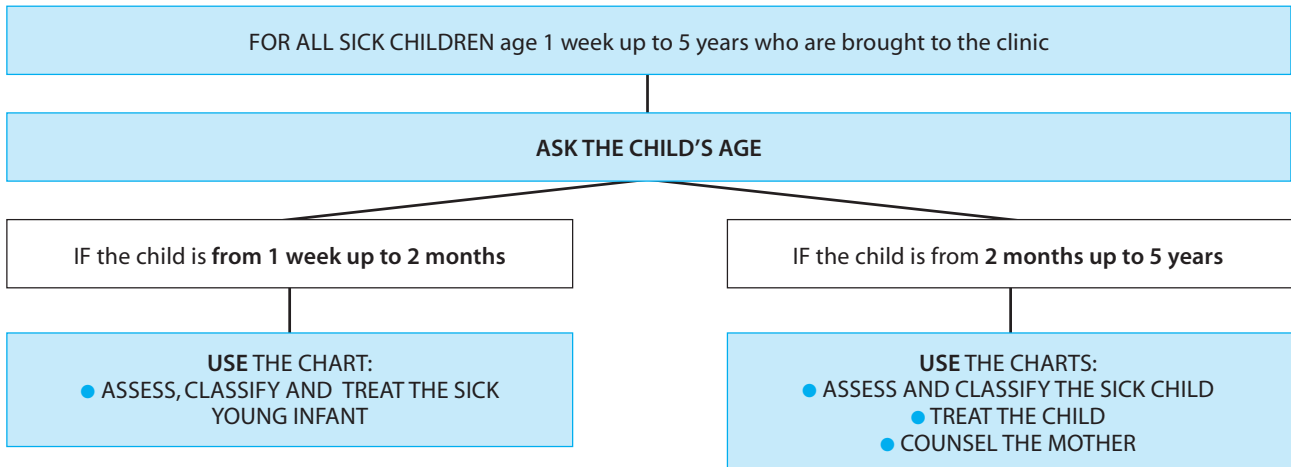 FOR ALL SICK CHILDREN age 1 week up to 5 years who are brought to the clinic
ASK THE CHILD’S AGE
IF the child is from 1 week up to 2 months
IF the child is from 2 months up to 5 years
USE THE CHART:
● ASSESS, CLASSIFY AND TREAT THE SICK
YOUNG INFANT
USE THE CHARTS:
● ASSESS AND CLASSIFY THE SICK CHILD
● TREAT THE CHILD
● COUNSEL THE MOTHER